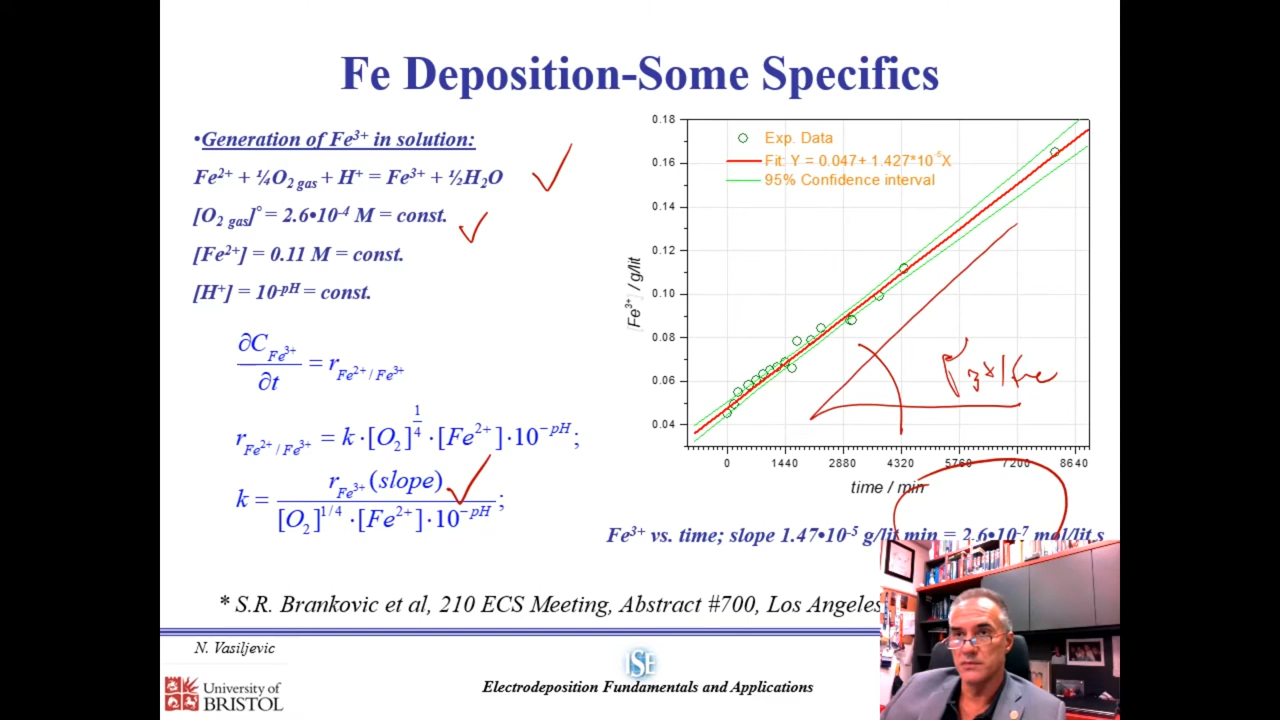 Fe Deposition-Some Specifics
•Generation of Fe³⁺ in solution:
Fe²⁺ + ¼O₂ gas + H⁺ = Fe³⁺ + ½H₂O
[O₂ gas]° = 2.6•10⁻⁴ M = const.
[Fe²⁺] = 0.11 M = const.
[H⁺] = 10⁻ᵖᴴ = const.
∂C_Fe³⁺ / ∂t = r_Fe²⁺/Fe³⁺
r_Fe²⁺/Fe³⁺ = k·[O₂]^1/4·[Fe²⁺]·10⁻ᵖᴴ;
k = r_Fe³⁺(slope) / [O₂]^1/4·[Fe²⁺]·10⁻ᵖᴴ;
0.18
0.16
0.14
0.12
0.10
0.08
0.06
0.04
[Fe³⁺] / g/lit
Exp. Data
Fit: Y = 0.047+ 1.427*10⁻⁵X
95% Confidence interval
0 1440 2880 4320 5760 7200 8640
time / min
Fe³⁺ vs. time; slope 1.47•10⁻⁵ g/lit min = 2.6•10⁻⁷ mol/lit s
* S.R. Brankovic et al, 210 ECS Meeting, Abstract #700, Los Angeles
N. Vasiljevic
University of
BRISTOL
ISE
Electrodeposition Fundamentals and Applications